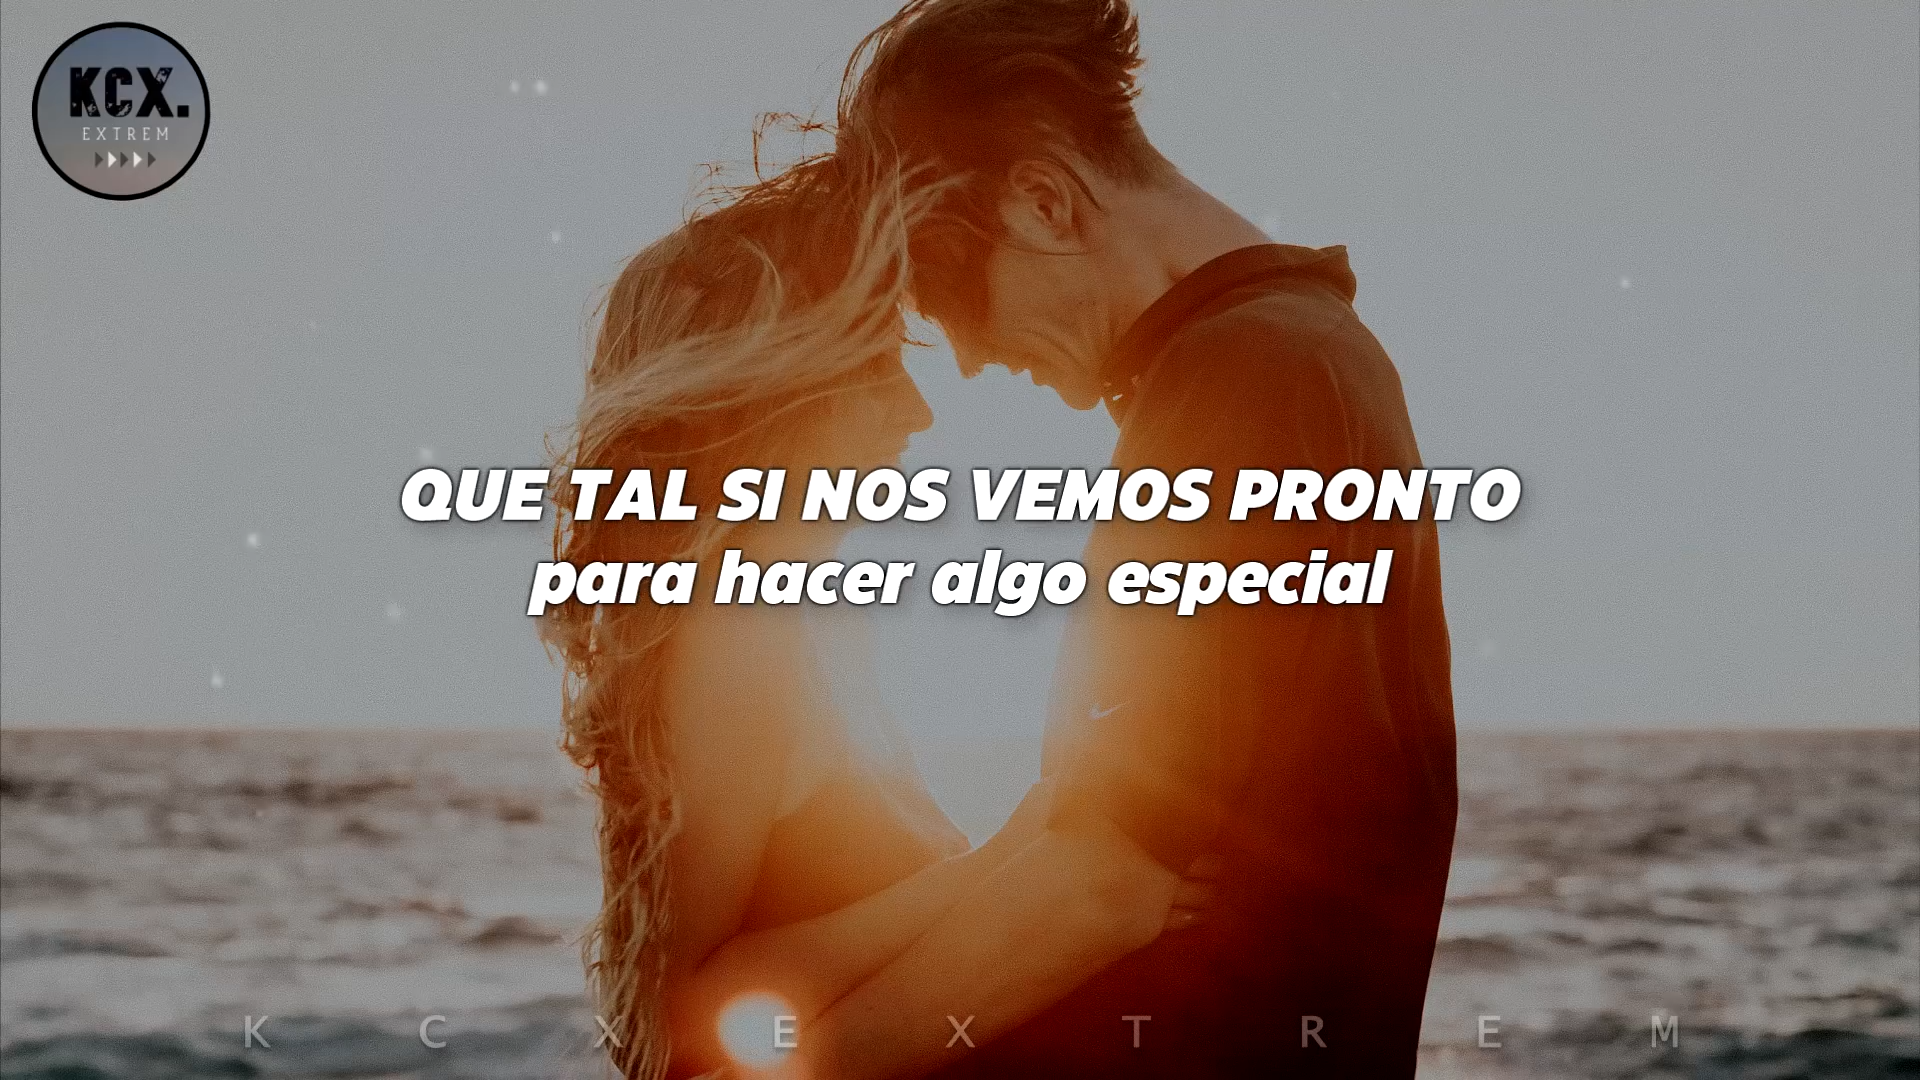 KCX.
EXTREM
QUE TAL SI NOS VEMOS PRONTO
para hacer algo especial
K C X E X T R E M